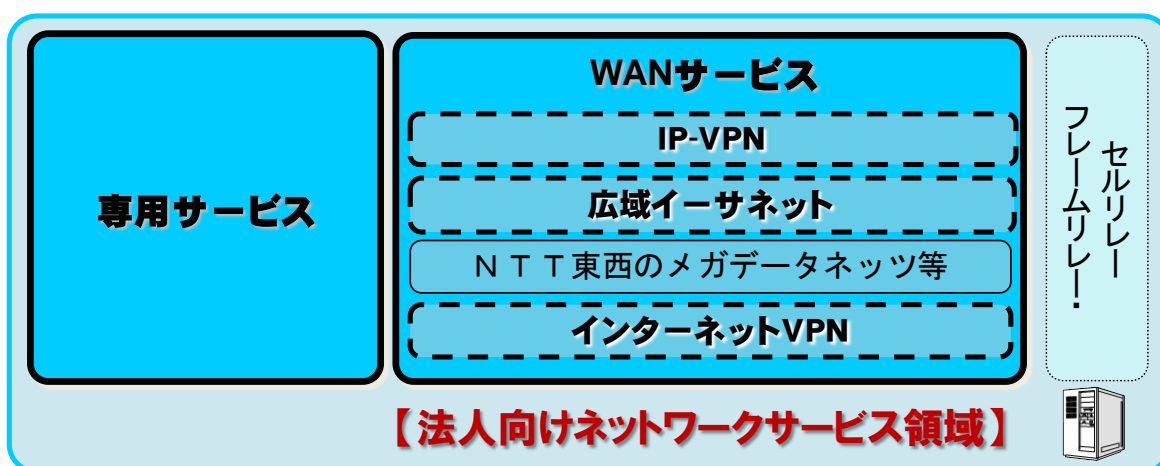 専用サービス
WANサービス
IP-VPN
広域イーサネット
ＮＴＴ東西のメガデータネッツ等
インターネットVPN
フレームリレー・
セルリレー
【法人向けネットワークサービス領域】